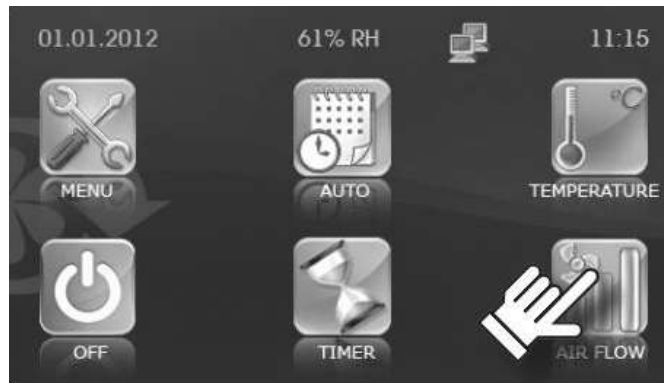 01.01.2012 61% RH 11:15
°C
MENU AUTO TEMPERATURE
OFF TIMER AIR FLOW